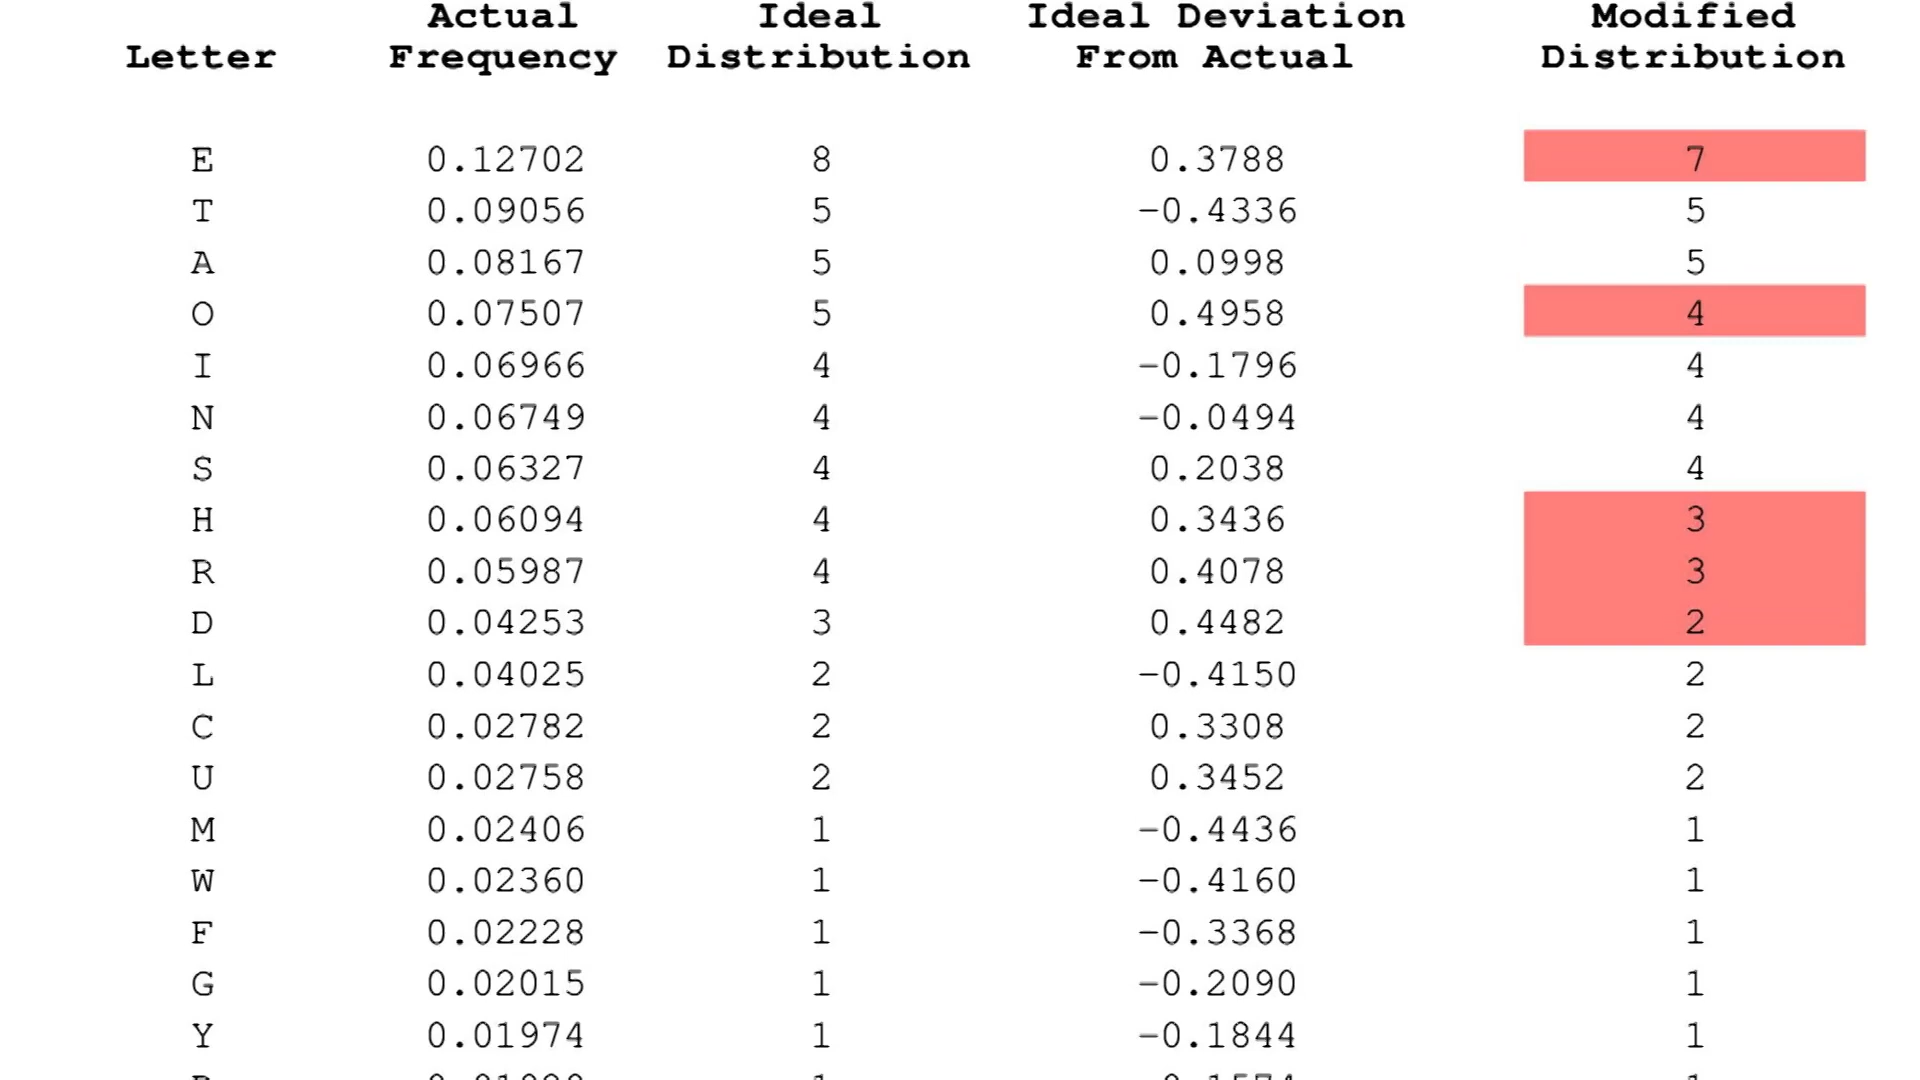 Actual Ideal Ideal Deviation Modified
Letter Frequency Distribution From Actual Distribution
E 0.12702 8 0.3788 7
T 0.09056 5 -0.4336 5
A 0.08167 5 0.0998 5
O 0.07507 5 0.4958 4
I 0.06966 4 -0.1796 4
N 0.06749 4 -0.0494 4
S 0.06327 4 0.2038 4
H 0.06094 4 0.3436 3
R 0.05987 4 0.4078 3
D 0.04253 3 0.4482 2
L 0.04025 2 -0.4150 2
C 0.02782 2 0.3308 2
U 0.02758 2 0.3452 2
M 0.02406 1 -0.4436 1
W 0.02360 1 -0.4160 1
F 0.02228 1 -0.3368 1
G 0.02015 1 -0.2090 1
Y 0.01974 1 -0.1844 1